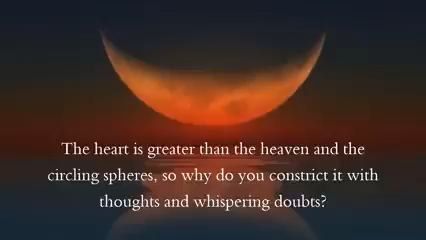 The heart is greater than the heaven and the
circling spheres, so why do you constrict it with
thoughts and whispering doubts?